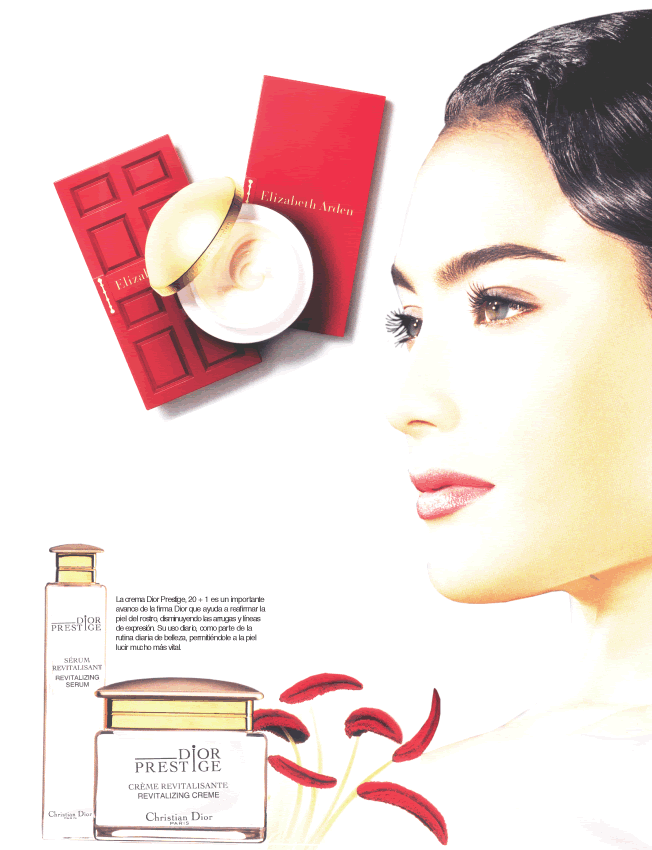 Elizabeth Arden
Eliza
La crema Dior Prestige, 20 + 1 es un importante
avance de la firma Dior que ayuda a reafirmar la
piel del rostro, disminuyendo las arrugas y líneas
de expresión. Su uso diario, como parte de la
rutina diaria de belleza, permitiéndole a la piel
lucir mucho más vital.
DIOR
PRESTIGE
SÉRUM
REVITALISANT
REVITALIZING
SERUM
Christian Dior
PARIS
DIOR
PRESTIGE
CRÈME REVITALISANTE
REVITALIZING CREME
Christian Dior
PARIS